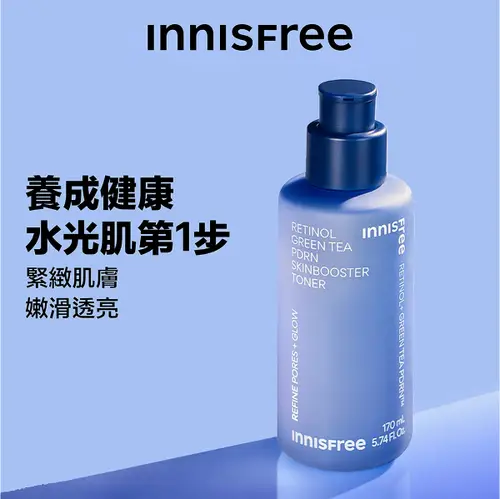 INNISFree
養成健康
水光肌第1步
緊緻肌膚
嫩滑透亮
RETINOL
GREEN TEA
PDRN
SKINBOOSTER
TONER
INNISFree
RETINOL+ GREEN TEA PDRN™
REFINE PORES + GLOW
170 mL
5.74 FL.OZ.
INNISFree